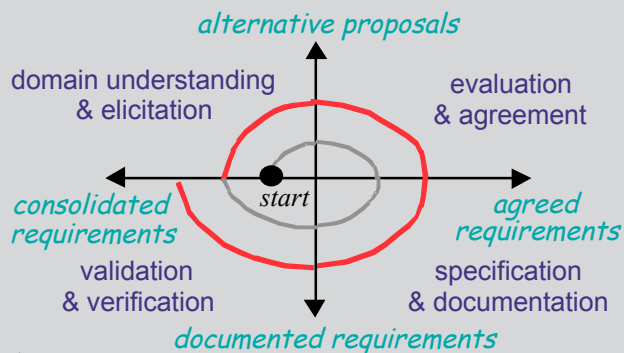 alternative proposals
domain understanding
& elicitation
evaluation
& agreement
start
consolidated
requirements
agreed
requirements
validation
& verification
specification
& documentation
documented requirements